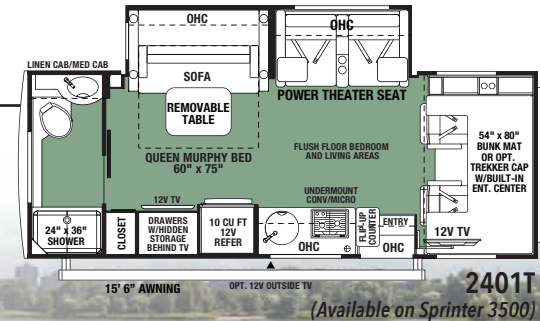 OHC
OHC
LINEN CAB/MED CAB
SOFA
POWER THEATER SEAT
REMOVABLE
TABLE
QUEEN MURPHY BED
60" x 75"
FLUSH FLOOR BEDROOM
AND LIVING AREAS
54" x 80"
BUNK MAT
OR OPT.
TREKKER CAP
W/BUILT-IN
ENT. CENTER
12V TV
UNDERMOUNT
CONV/MICRO
24" x 36"
SHOWER
CLOSET
DRAWERS
W/HIDDEN
STORAGE
BEHIND TV
10 CU FT
12V
REFER
OHC
FLIP-UP
COUNTER
ENTRY
OHC
12V TV
15' 6" AWNING
OPT. 12V OUTSIDE TV
2401T
(Available on Sprinter 3500)